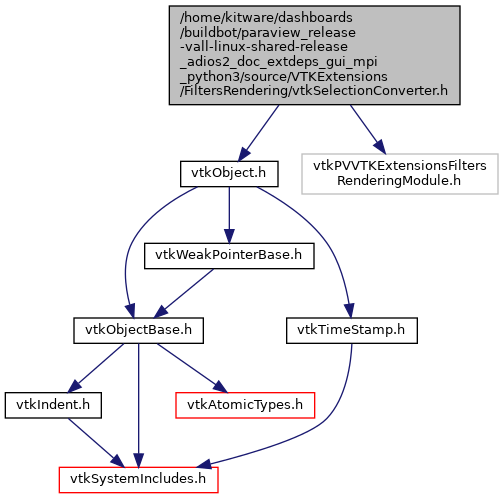 /home/kitware/dashboards
/buildbot/paraview_release
-vall-linux-shared-release
_adios2_doc_extdeps_gui_mpi
_python3/source/VTKExtensions
/FiltersRendering/vtkSelectionConverter.h
vtkObject.h
vtkPVVTKExtensionsFilters
RenderingModule.h
vtkWeakPointerBase.h
vtkObjectBase.h
vtkTimeStamp.h
vtkIndent.h
vtkAtomicTypes.h
vtkSystemIncludes.h